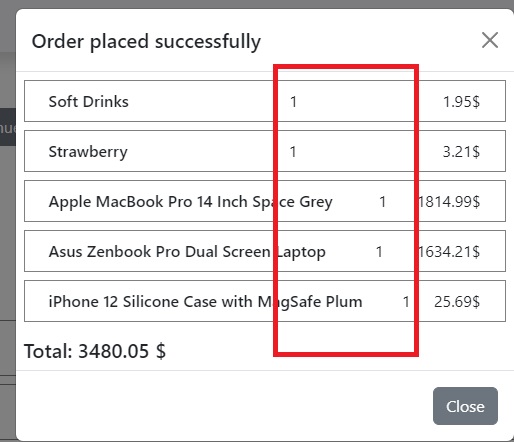 Order placed successfully
Soft Drinks 1 1.95$
Strawberry 1 3.21$
Apple MacBook Pro 14 Inch Space Grey 1 1814.99$
Asus Zenbook Pro Dual Screen Laptop 1 1634.21$
iPhone 12 Silicone Case with MagSafe Plum 1 25.69$
Total: 3480.05 $
Close